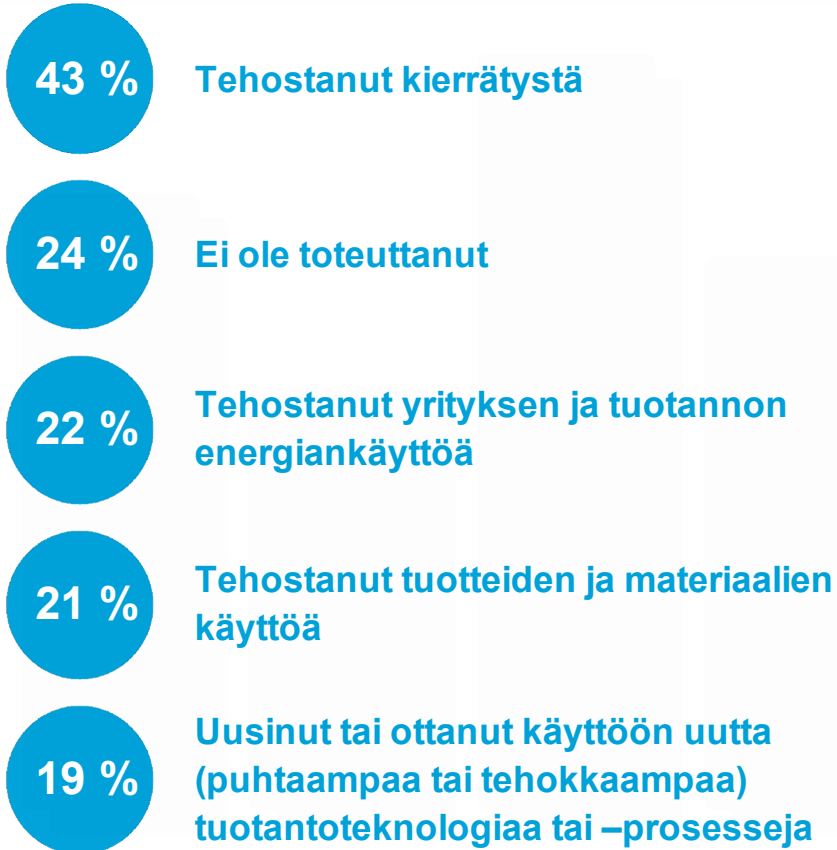 43 % Tehostanut kierrätystä
24 % Ei ole toteuttanut
22 % Tehostanut yrityksen ja tuotannon
energiankäyttöä
21 % Tehostanut tuotteiden ja materiaalien
käyttöä
19 % Uusinut tai ottanut käyttöön uutta
(puhtaampaa tai tehokkaampaa)
tuotantoteknologiaa tai –prosesseja